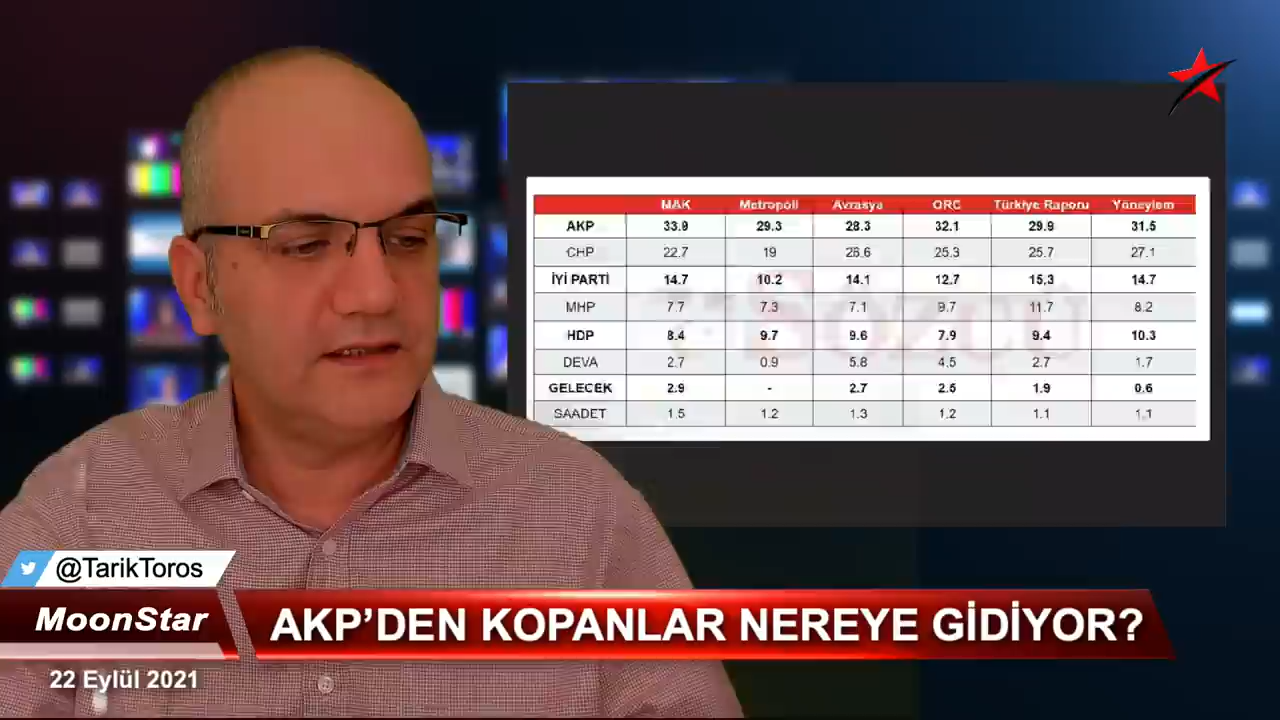 MAK Metropoll Avrasya ORC Türkiye Raporu Yöneylem
AKP 33.9 29.3 28.3 32.1 29.9 31.5
CHP 22.7 19 26.6 25.3 25.7 27.1
İYİ PARTİ 14.7 10.2 14.1 12.7 15,3 14.7
MHP 7.7 7.3 7.1 9.7 11.7 8.2
HDP 8.4 9.7 9.6 7.9 9.4 10.3
DEVA 2.7 0.9 5.8 4.5 2.7 1.7
GELECEK 2.9 - 2.7 2.5 1.9 0.6
SAADET 1.5 1.2 1.3 1.2 1.1 1.1
Sözcü
@TarikToros
MoonStar
AKP’DEN KOPANLAR NEREYE GİDİYOR?
22 Eylül 2021